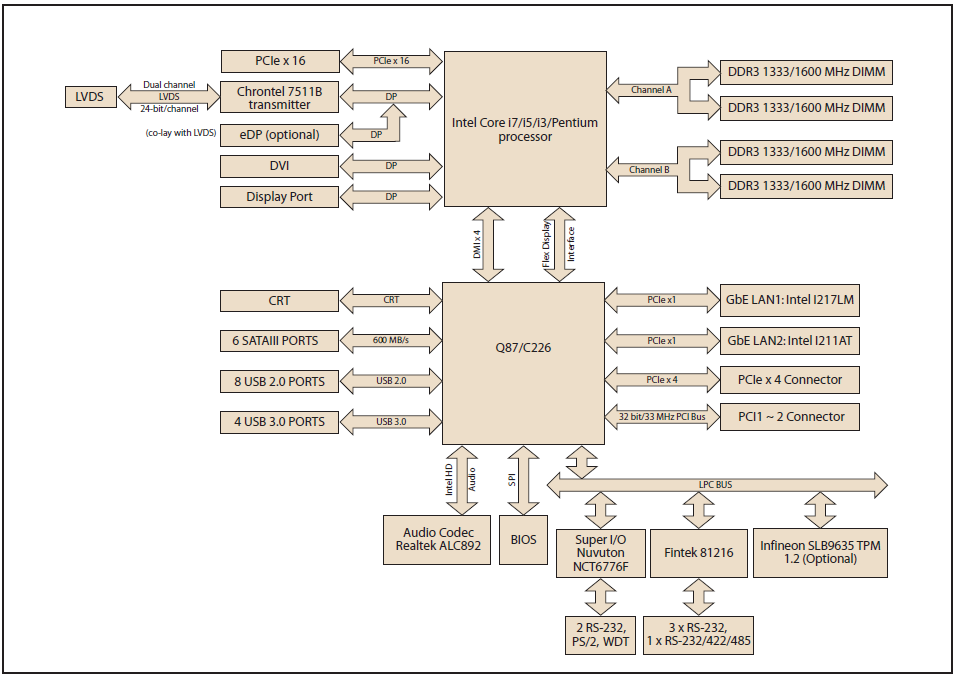 PCIe x 16
PCIe x 16
LVDS
Dual channel
LVDS
24-bit/channel
Chrontel 7511B
transmitter
DP
(co-lay with LVDS)
eDP (optional)
DP
DVI
DP
Display Port
DP
Intel Core i7/i5/i3/Pentium
processor
Channel A
DDR3 1333/1600 MHz DIMM
DDR3 1333/1600 MHz DIMM
Channel B
DDR3 1333/1600 MHz DIMM
DDR3 1333/1600 MHz DIMM
DMI x 4
Flex Display
Interface
CRT
CRT
6 SATAIII PORTS
600 MB/s
8 USB 2.0 PORTS
USB 2.0
4 USB 3.0 PORTS
USB 3.0
Q87/C226
PCIe x1
GbE LAN1: Intel I217LM
PCIe x1
GbE LAN2: Intel I211AT
PCIe x 4
PCIe x 4 Connector
32 bit/33 MHz PCI Bus
PCI1 ~ 2 Connector
Intel HD
Audio
SPI
LPC BUS
Audio Codec
Realtek ALC892
BIOS
Super I/O
Nuvuton
NCT6776F
Fintek 81216
Infineon SLB9635 TPM
1.2 (Optional)
2 RS-232,
PS/2, WDT
3 x RS-232,
1 x RS-232/422/485